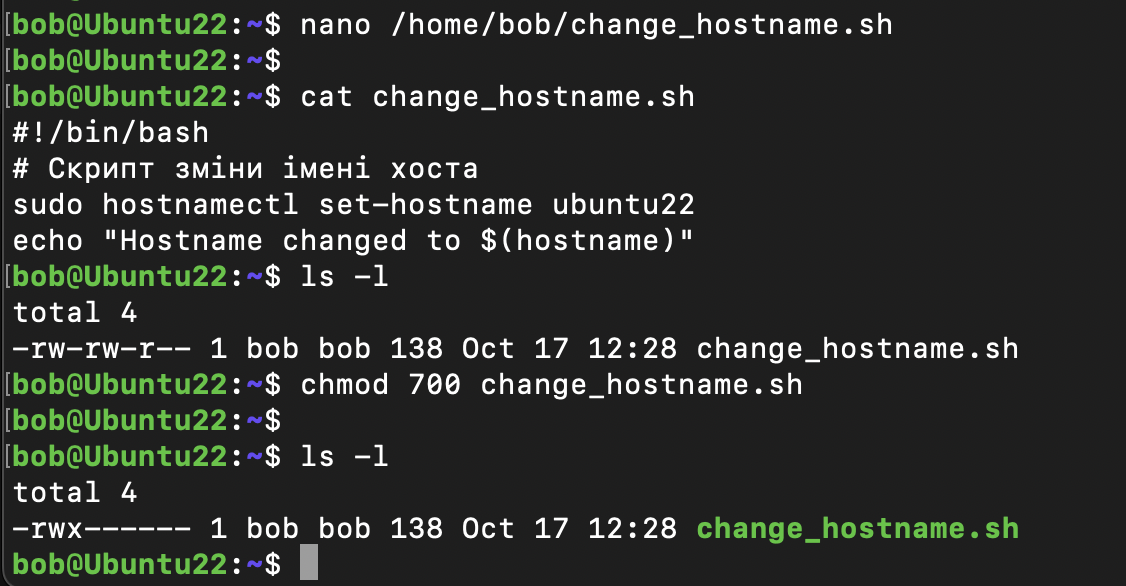 [bob@Ubuntu22:~$ nano /home/bob/change_hostname.sh
[bob@Ubuntu22:~$
[bob@Ubuntu22:~$ cat change_hostname.sh
#!/bin/bash
# Скрипт зміни імені хоста
sudo hostnamectl set-hostname ubuntu22
echo "Hostname changed to $(hostname)"
[bob@Ubuntu22:~$ ls -l
total 4
-rw-rw-r-- 1 bob bob 138 Oct 17 12:28 change_hostname.sh
[bob@Ubuntu22:~$ chmod 700 change_hostname.sh
[bob@Ubuntu22:~$
[bob@Ubuntu22:~$ ls -l
total 4
-rwx------ 1 bob bob 138 Oct 17 12:28 change_hostname.sh
bob@Ubuntu22:~$